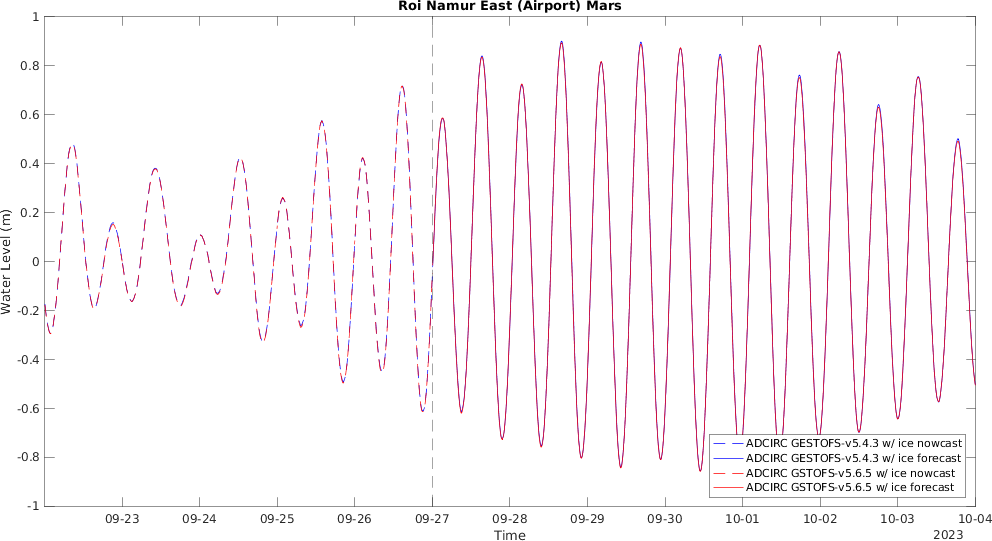 Roi Namur East (Airport) Mars
1
0.8
0.6
0.4
0.2
0
-0.2
-0.4
-0.6
-0.8
-1
Water Level (m)
ADCIRC GESTOFS-v5.4.3 w/ ice nowcast
ADCIRC GESTOFS-v5.4.3 w/ ice forecast
ADCIRC GSTOFS-v5.6.5 w/ ice nowcast
ADCIRC GSTOFS-v5.6.5 w/ ice forecast
09-23 09-24 09-25 09-26 09-27 09-28 09-29 09-30 10-01 10-02 10-03 10-04
Time
2023